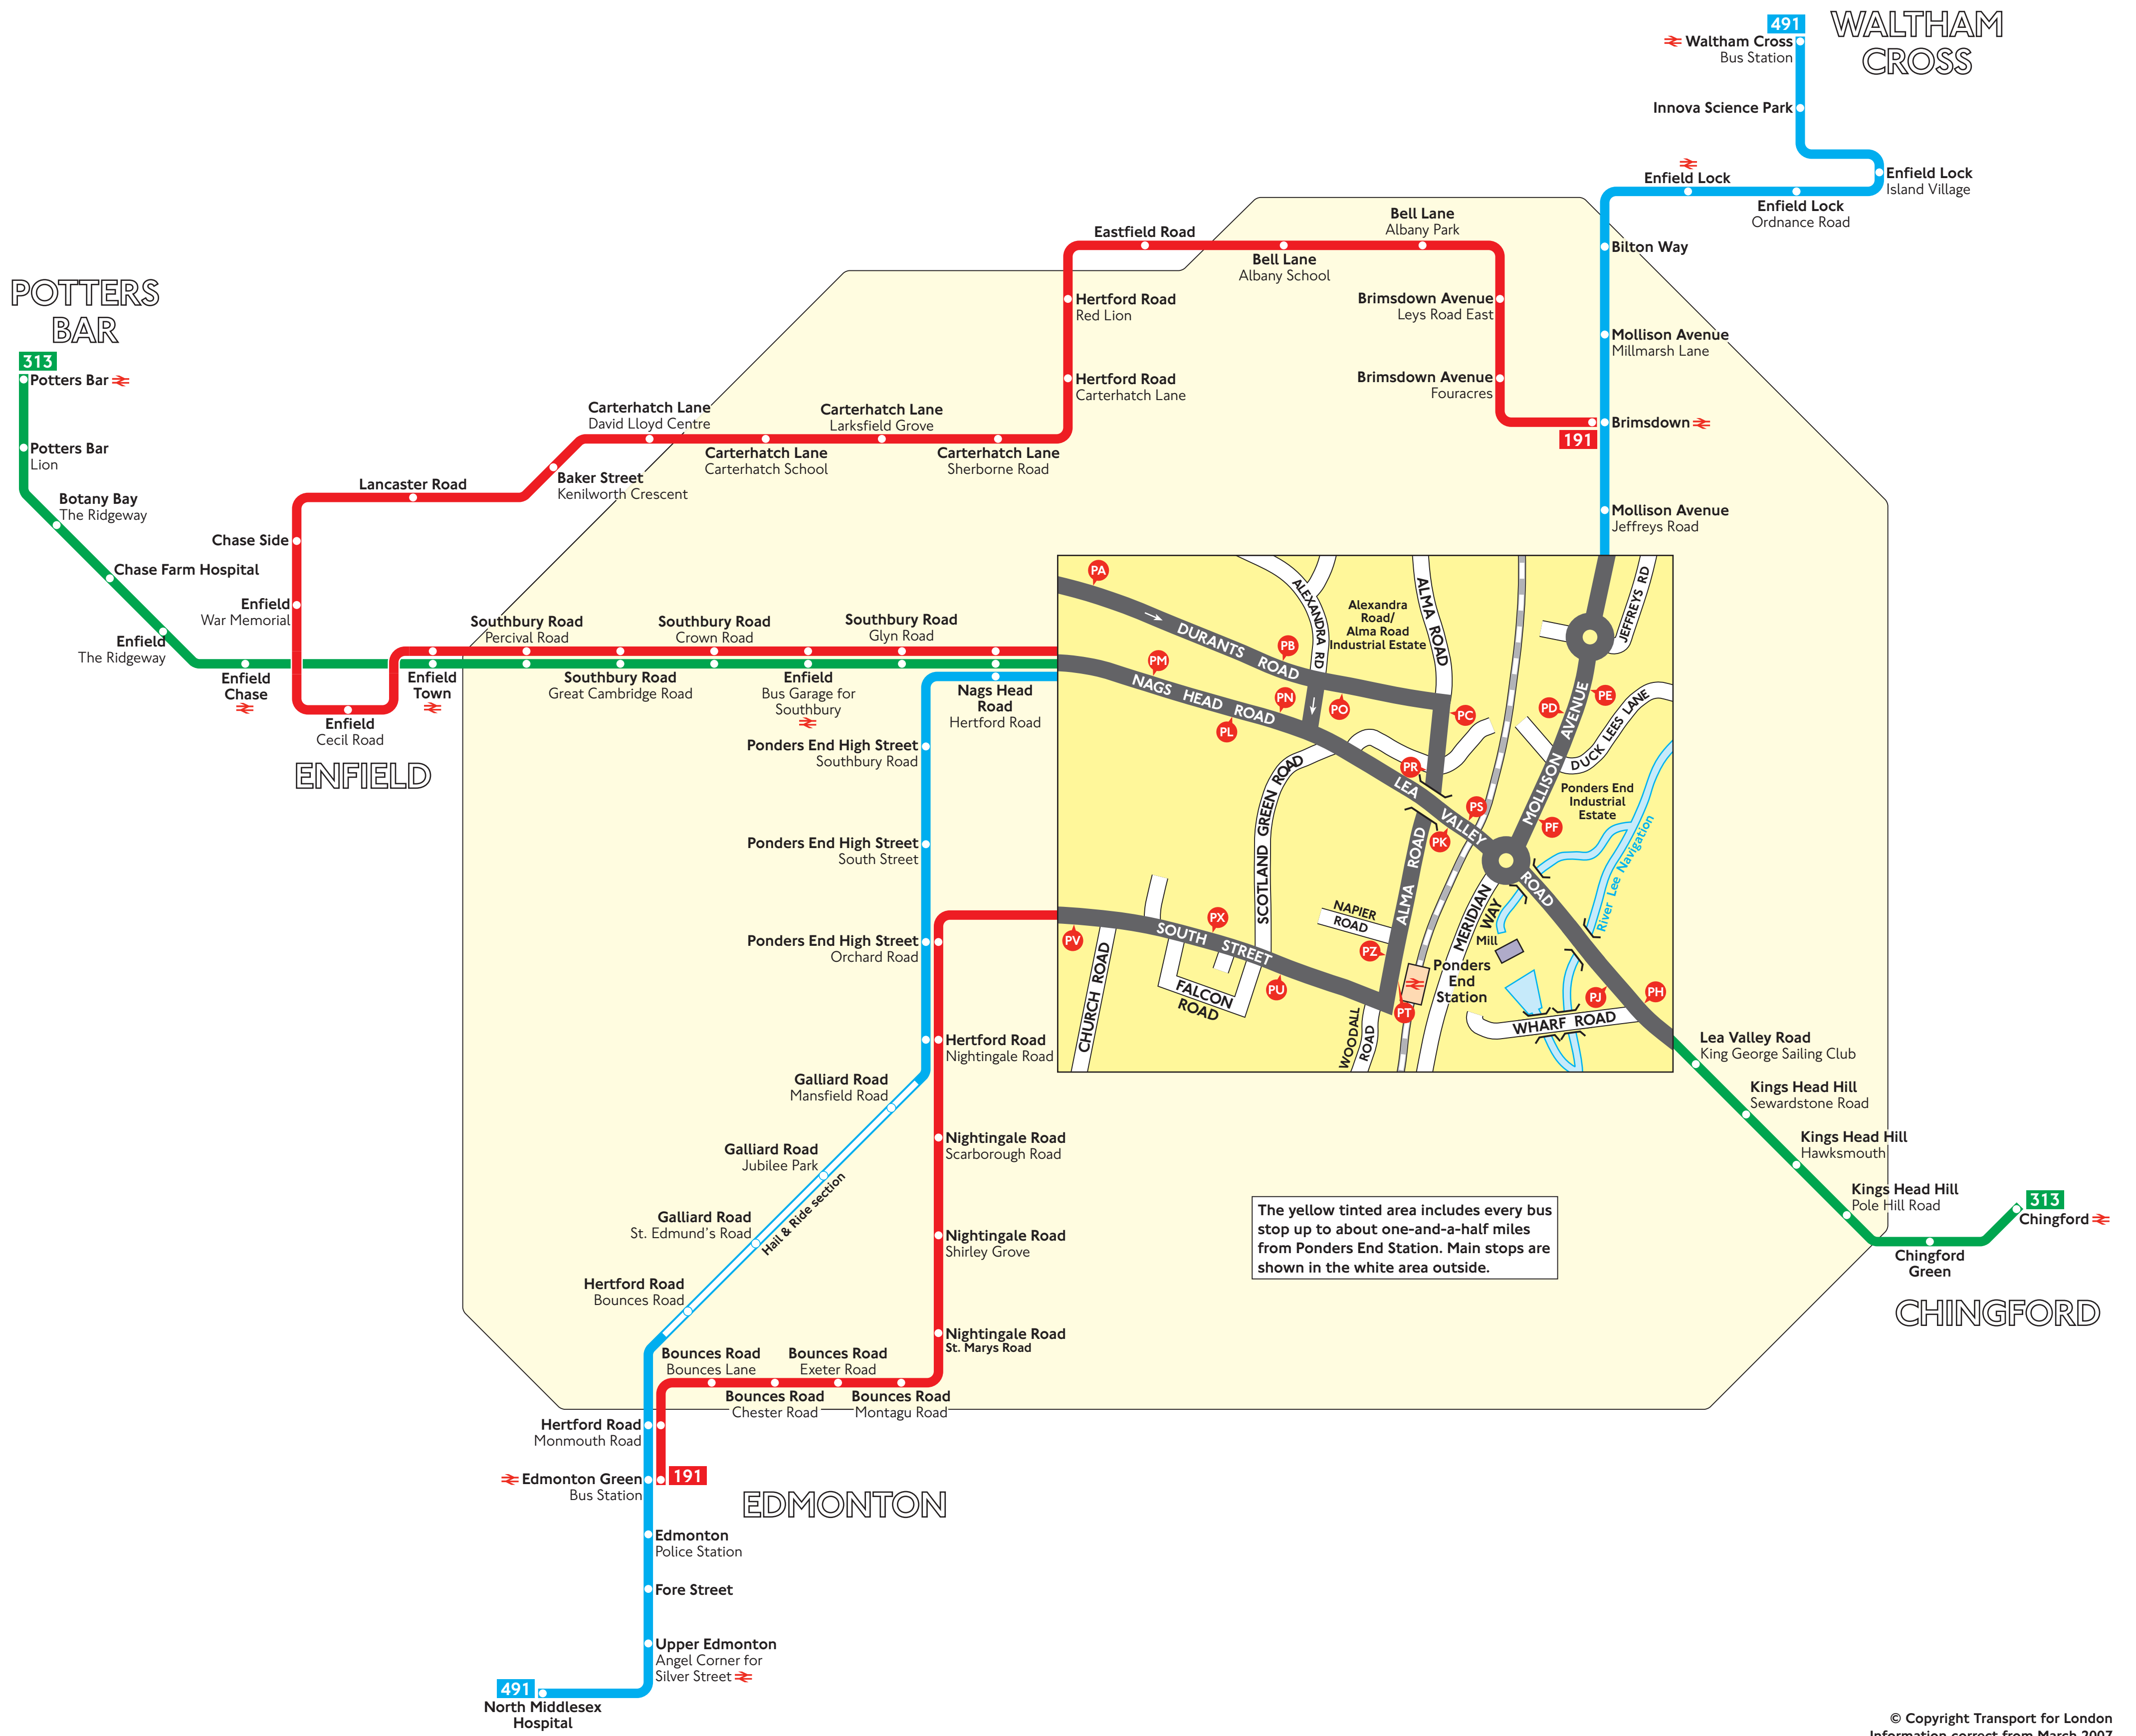 491
WALTHAM
CROSS
Waltham Cross
Bus Station
Innova Science Park
Enfield Lock
Island Village
Enfield Lock
Enfield Lock
Ordnance Road
Bilton Way
Bell Lane
Albany Park
Eastfield Road
Bell Lane
Albany School
Hertford Road
Red Lion
Brimsdown Avenue
Leys Road East
Mollison Avenue
Millmarsh Lane
Hertford Road
Carterhatch Lane
Brimsdown Avenue
Fouracres
Brimsdown
191
Mollison Avenue
Jeffreys Road
POTTERS
BAR
313
Potters Bar
Potters Bar
Lion
Botany Bay
The Ridgeway
Chase Farm Hospital
Enfield
The Ridgeway
Carterhatch Lane
David Lloyd Centre
Carterhatch Lane
Larksfield Grove
Carterhatch Lane
Carterhatch School
Carterhatch Lane
Sherborne Road
Baker Street
Kenilworth Crescent
Lancaster Road
Chase Side
Enfield
War Memorial
Enfield
Chase
Enfield
Cecil Road
Enfield
Town
ENFIELD
Southbury Road
Percival Road
Southbury Road
Crown Road
Southbury Road
Glyn Road
Southbury Road
Great Cambridge Road
Enfield
Bus Garage for
Southbury
Nags Head
Road
Hertford Road
Ponders End High Street
Southbury Road
Ponders End High Street
South Street
Ponders End High Street
Orchard Road
Hertford Road
Nightingale Road
Galliard Road
Mansfield Road
Galliard Road
Jubilee Park
Galliard Road
St. Edmund's Road
Hail & Ride section
Hertford Road
Bounces Road
Nightingale Road
Scarborough Road
Nightingale Road
Shirley Grove
Nightingale Road
St. Marys Road
Bounces Road
Bounces Lane
Bounces Road
Exeter Road
Bounces Road
Chester Road
Bounces Road
Montagu Road
Hertford Road
Monmouth Road
Edmonton Green
Bus Station
191
EDMONTON
Edmonton
Police Station
Fore Street
Upper Edmonton
Angel Corner for
Silver Street
491
North Middlesex
Hospital
PA
DURANTS ROAD
ALEXANDRA RD
Alexandra
Road/
Alma Road
Industrial Estate
ALMA ROAD
JEFFREYS RD
PB
PM
NAGS HEAD ROAD
PN
PL
PO
PC
PD
PE
MOLLISON AVENUE
DUCK LEES LANE
PR
LEA VALLEY ROAD
PS
PK
PF
Ponders End
Industrial
Estate
River Lee Navigation
SCOTLAND GREEN ROAD
ALMA ROAD
NAPIER
ROAD
MERIDIAN
WAY
Mill
PV
PX
SOUTH STREET
PU
PZ
CHURCH ROAD
FALCON
ROAD
Ponders
End
Station
PT
WOODALL
ROAD
PJ
PH
WHARF ROAD
Lea Valley Road
King George Sailing Club
Kings Head Hill
Sewardstone Road
Kings Head Hill
Hawksmouth
Kings Head Hill
Pole Hill Road
313
Chingford
Chingford
Green
CHINGFORD
The yellow tinted area includes every bus
stop up to about one-and-a-half miles
from Ponders End Station. Main stops are
shown in the white area outside.
© Copyright Transport for London
Information correct from March 2007